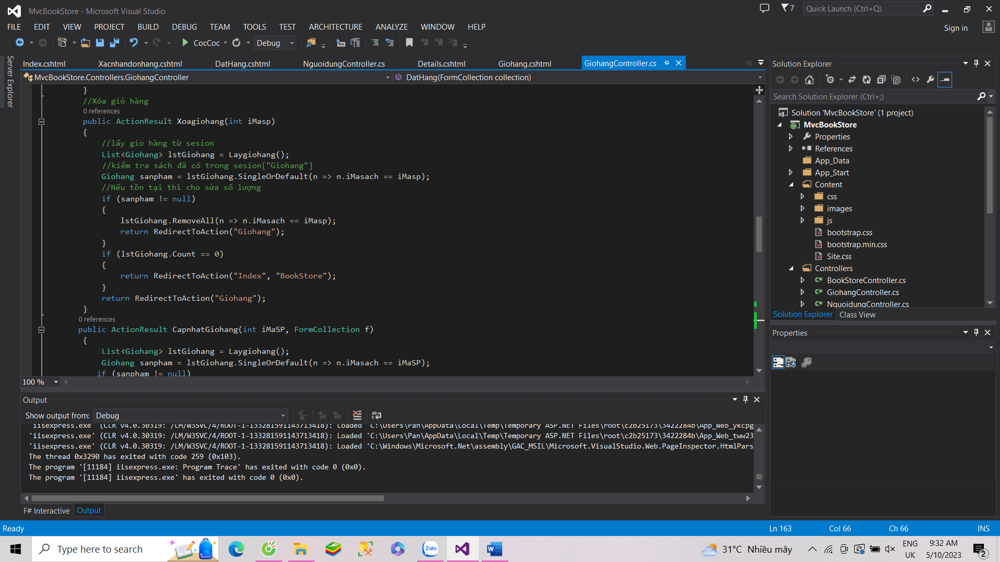 MvcBookStore - Microsoft Visual Studio
7
Quick Launch (Ctrl+Q)
FILE EDIT VIEW PROJECT BUILD DEBUG TEAM TOOLS TEST ARCHITECTURE ANALYZE WINDOW HELP
Sign in
CocCoc Debug
Server Explorer
Index.cshtml Xacnhandonhang.cshtml DatHang.cshtml NguoidungController.cs Details.cshtml Giohang.cshtml GiohangController.cs
MvcBookStore.Controllers.GiohangController DatHang(FormCollection collection)
}
//Xóa giỏ hàng
0 references
public ActionResult Xoagiohang(int iMasp)
{
//lấy gio hàng từ sesion
List<Giohang> lstGiohang = Laygiohang();
//kiểm tra sách đã có trong sesion["Giohang"]
Giohang sanpham = lstGiohang.SingleOrDefault(n => n.iMasach == iMasp);
//Nếu tồn tại thì cho sửa số lượng
if (sanpham != null)
{
lstGiohang.RemoveAll(n => n.iMasach == iMasp);
return RedirectToAction("Giohang");
}
if (lstGiohang.Count == 0)
{
return RedirectToAction("Index", "BookStore");
}
return RedirectToAction("Giohang");
}
0 references
public ActionResult CapnhatGiohang(int iMaSP, FormCollection f)
{
List<Giohang> lstGiohang = Laygiohang();
Giohang sanpham = lstGiohang.SingleOrDefault(n => n.iMasach == iMaSP);
if (sanpham != null)
100 %
Output
Show output from: Debug
'iisexpress.exe' (CLR v4.0.30319: /LM/W3SVC/4/ROOT-1-133281591143713418): Loaded 'C:\Users\Pan\AppData\Local\Temp\Temporary ASP.NET Files\root\c2b25173\3422284b\App_Web_ykcpg
'iisexpress.exe' (CLR v4.0.30319: /LM/W3SVC/4/ROOT-1-133281591143713418): Loaded 'C:\Users\Pan\AppData\Local\Temp\Temporary ASP.NET Files\root\c2b25173\3422284b\App_Web_tww23
'iisexpress.exe' (CLR v4.0.30319: /LM/W3SVC/4/ROOT-1-133281591143713418): Loaded 'C:\Windows\Microsoft.Net\assembly\GAC_MSIL\Microsoft.VisualStudio.Web.PageInspector.HtmlPars
The thread 0x3290 has exited with code 259 (0x103).
The program '[11184] iisexpress.exe: Program Trace' has exited with code 0 (0x0).
The program '[11184] iisexpress.exe' has exited with code 0 (0x0).
F# Interactive Output
Solution Explorer
Search Solution Explorer (Ctrl+;)
Solution 'MvcBookStore' (1 project)
MvcBookStore
Properties
References
App_Data
App_Start
Content
css
images
js
bootstrap.css
bootstrap.min.css
Site.css
Controllers
BookStoreController.cs
GiohangController.cs
NguoidungController.cs
Solution Explorer Class View
Properties
Ready Ln 163 Col 66 Ch 66 INS
Type here to search
Zalo
31°C Nhiều mây
ENG
UK
9:32 AM
5/10/2023
2